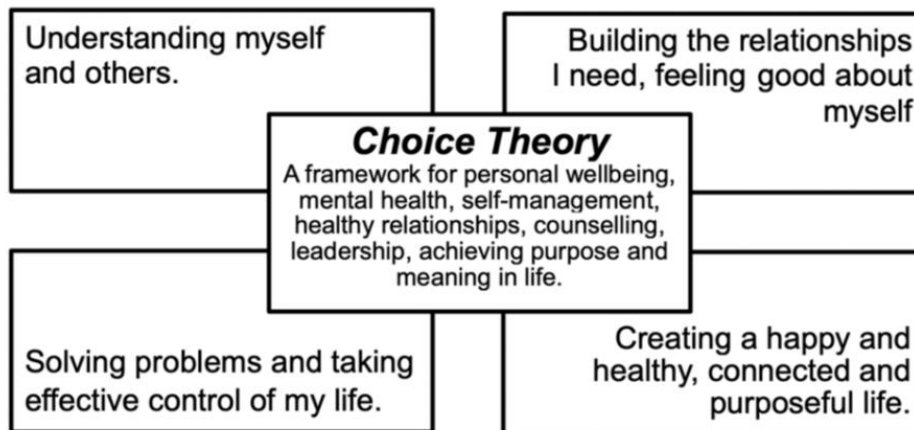 Understanding myself
and others.
Building the relationships
I need, feeling good about
myself
Choice Theory
A framework for personal wellbeing,
mental health, self-management,
healthy relationships, counselling,
leadership, achieving purpose and
meaning in life.
Solving problems and taking
effective control of my life.
Creating a happy and
healthy, connected and
purposeful life.